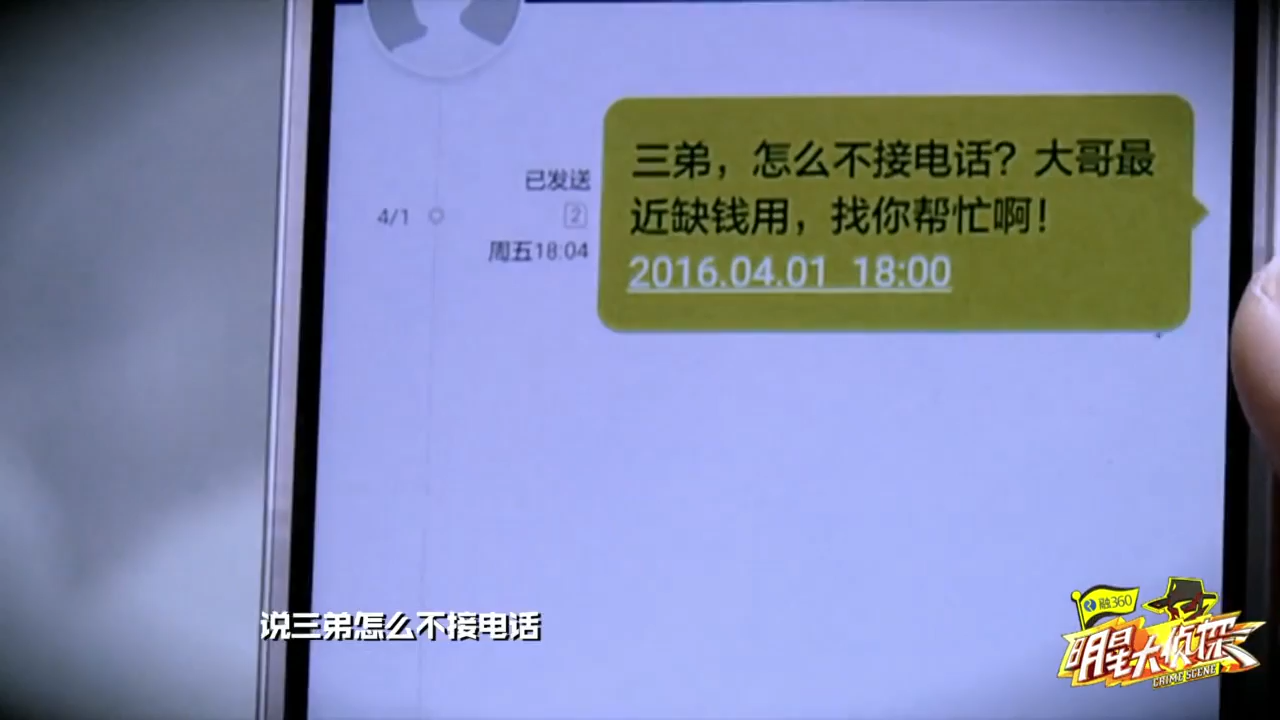 已发送
4/1
2
周五18:04
三弟，怎么不接电话？大哥最
近缺钱用，找你帮忙啊！
2016.04.01 18:00
说三弟怎么不接电话
融360
明星大侦探
CRIME SCENE